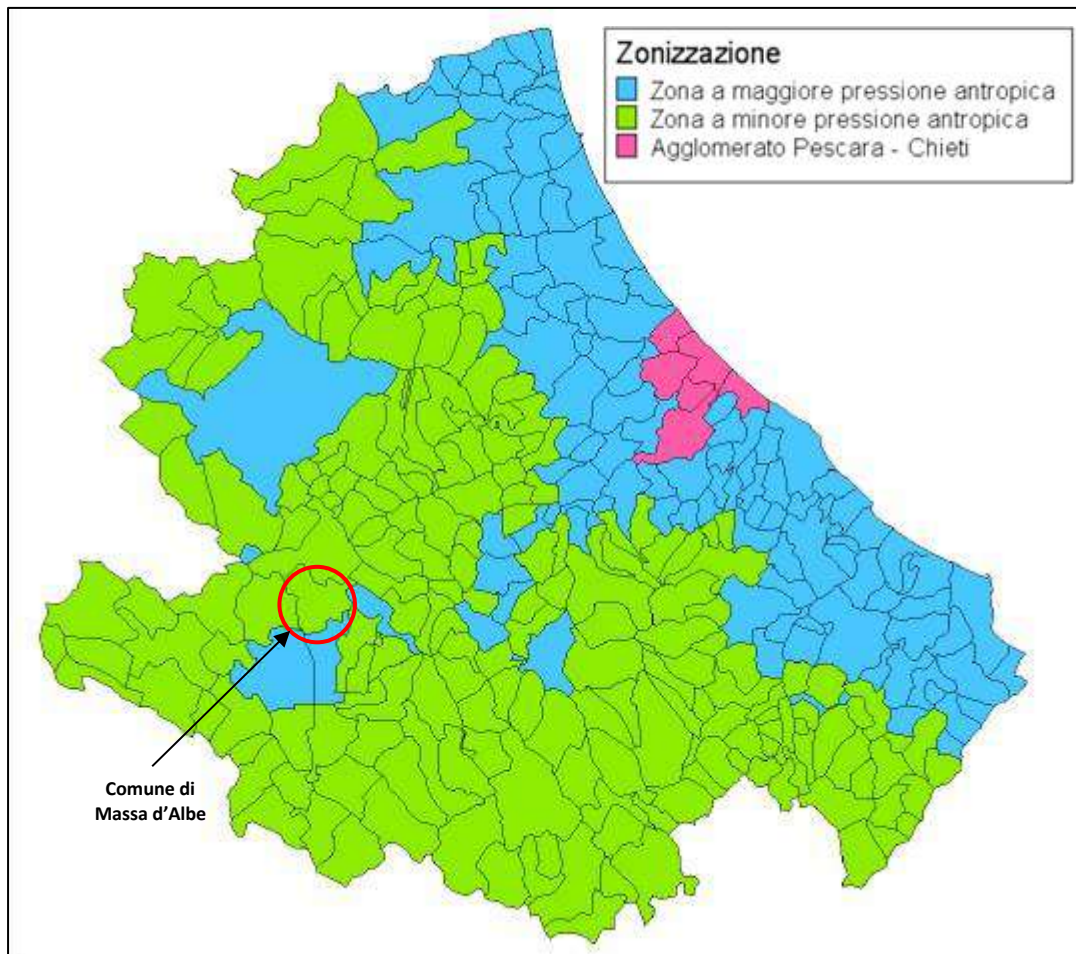 Zonizzazione
Zona a maggiore pressione antropica
Zona a minore pressione antropica
Agglomerato Pescara - Chieti
Comune di
Massa d’Albe